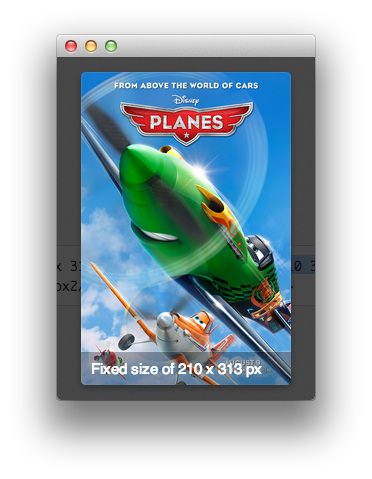 FROM ABOVE THE WORLD OF CARS
Disney
PLANES
Fixed size of 210 x 313 px